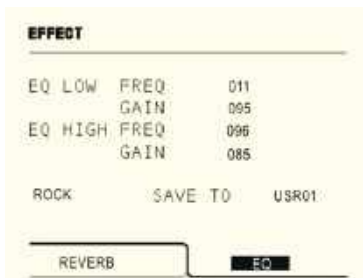 EFFECT
EQ LOW FREQ 011
GAIN 095
EQ HIGH FREQ 096
GAIN 085
ROCK SAVE TO USR01
REVERB EQ